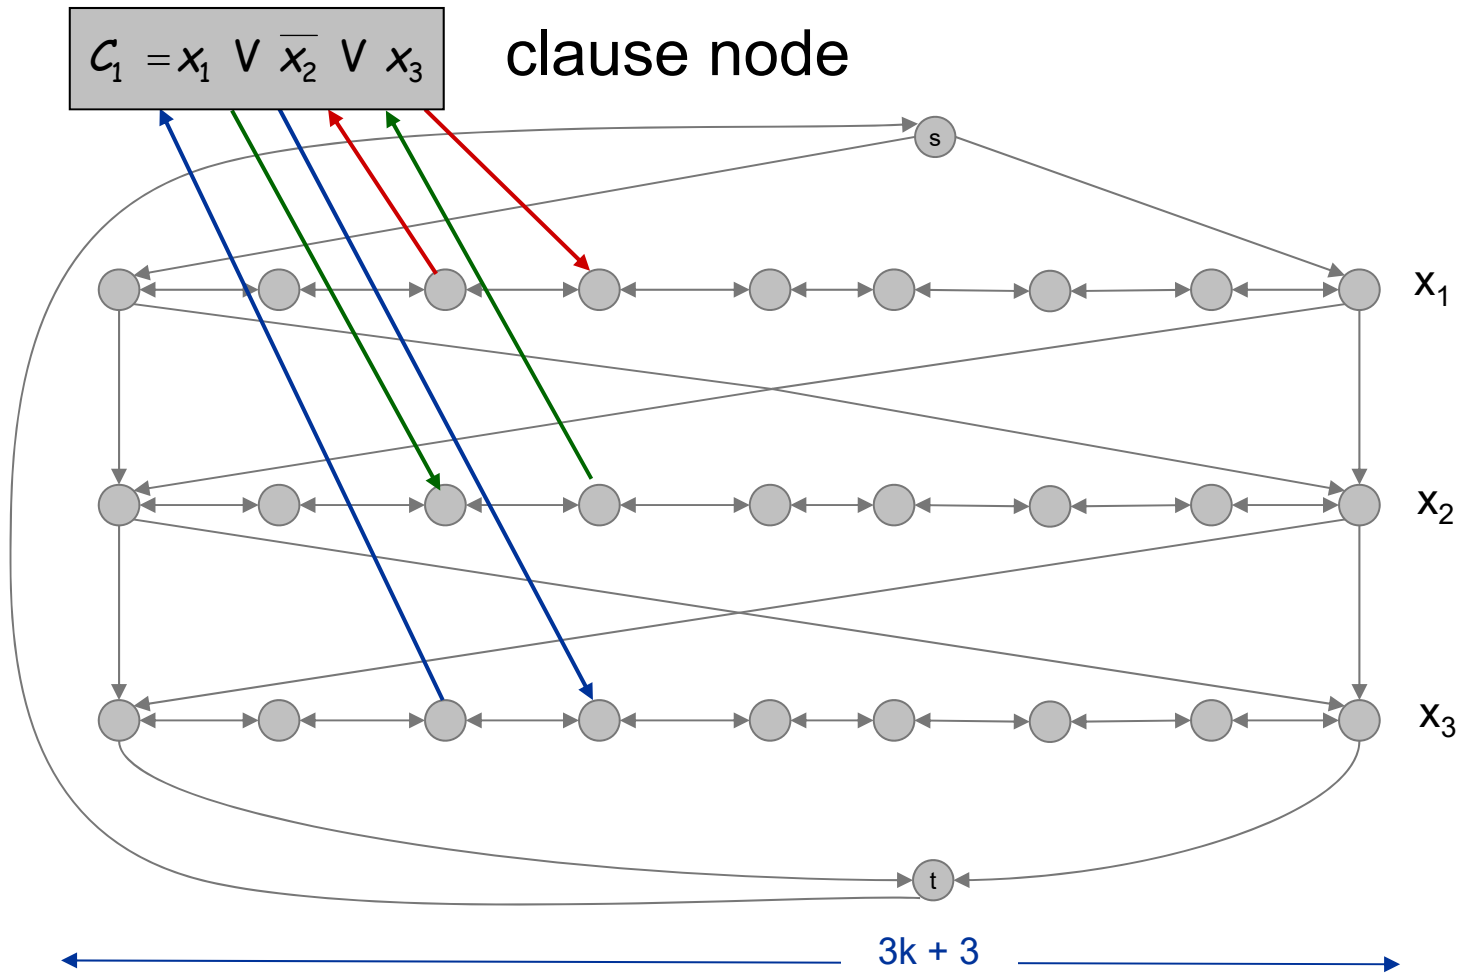 C₁ = x₁ V x̅₂ V x₃ clause node
s
x₁
x₂
x₃
t
3k + 3